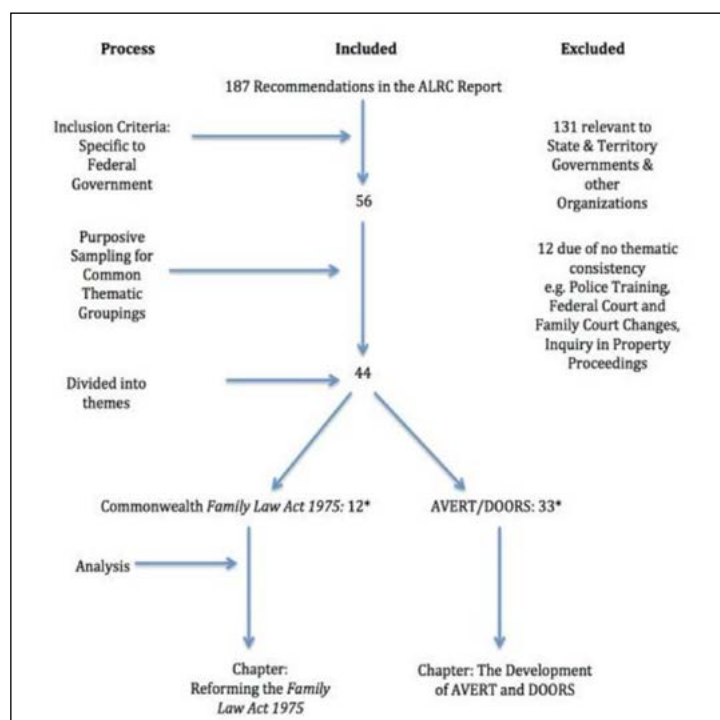 Process
Included
Excluded
187 Recommendations in the ALRC Report
Inclusion Criteria:
Specific to
Federal
Government
131 relevant to
State & Territory
Governments &
other
Organizations
56
Purposive
Sampling for
Common
Thematic
Groupings
12 due of no thematic
consistency
e.g. Police Training,
Federal Court and
Family Court Changes,
Inquiry in Property
Proceedings
44
Divided into
themes
Commonwealth Family Law Act 1975: 12*
AVERT/DOORS: 33*
Analysis
Chapter:
Reforming the Family
Law Act 1975
Chapter: The Development
of AVERT and DOORS